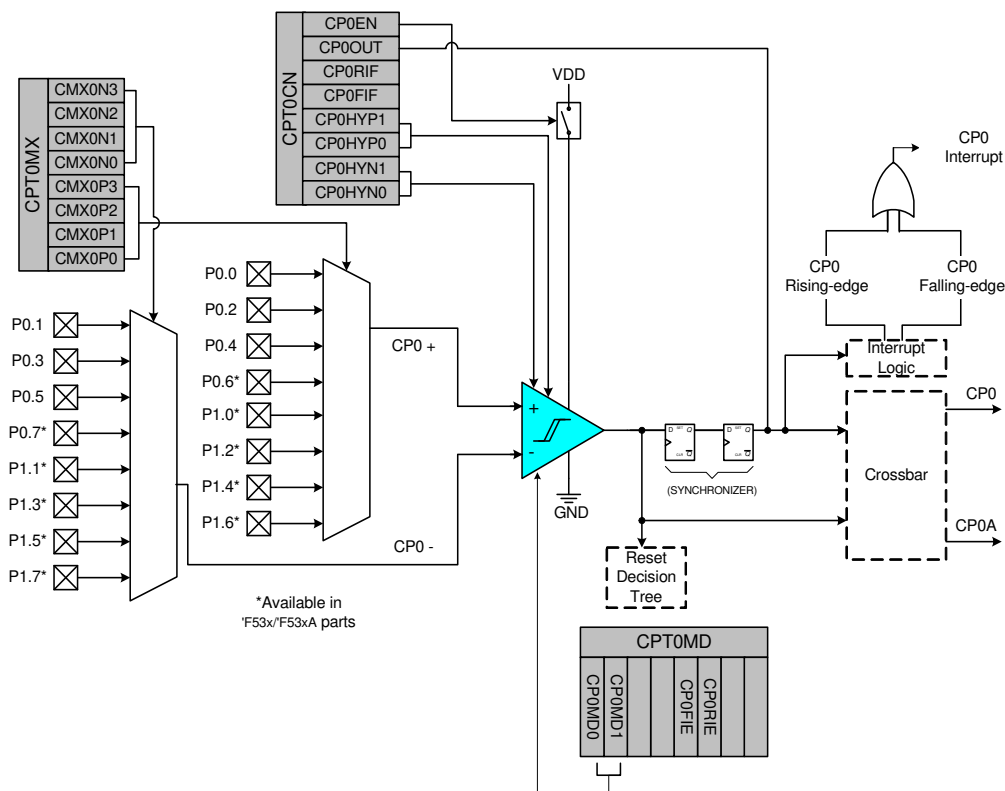 CPT0CN
CP0EN
CP0OUT
CP0RIF
CP0FIF
CP0HYP1
CP0HYP0
CP0HYN1
CP0HYN0
VDD
CPT0MX
CMX0N3
CMX0N2
CMX0N1
CMX0N0
CMX0P3
CMX0P2
CMX0P1
CMX0P0
CP0
Interrupt
CP0
Rising-edge
CP0
Falling-edge
P0.0
P0.2
P0.4
P0.6*
P1.0*
P1.2*
P1.4*
P1.6*
P0.1
P0.3
P0.5
P0.7*
P1.1*
P1.3*
P1.5*
P1.7*
CP0 +
CP0 -
+
-
GND
D SET Q
CLR Q
D SET Q
CLR Q
(SYNCHRONIZER)
Interrupt
Logic
Crossbar
CP0
CP0A
Reset
Decision
Tree
*Available in
'F53x/'F53xA parts
CPT0MD
CP0MD0
CP0MD1
CP0FIE
CP0RIE